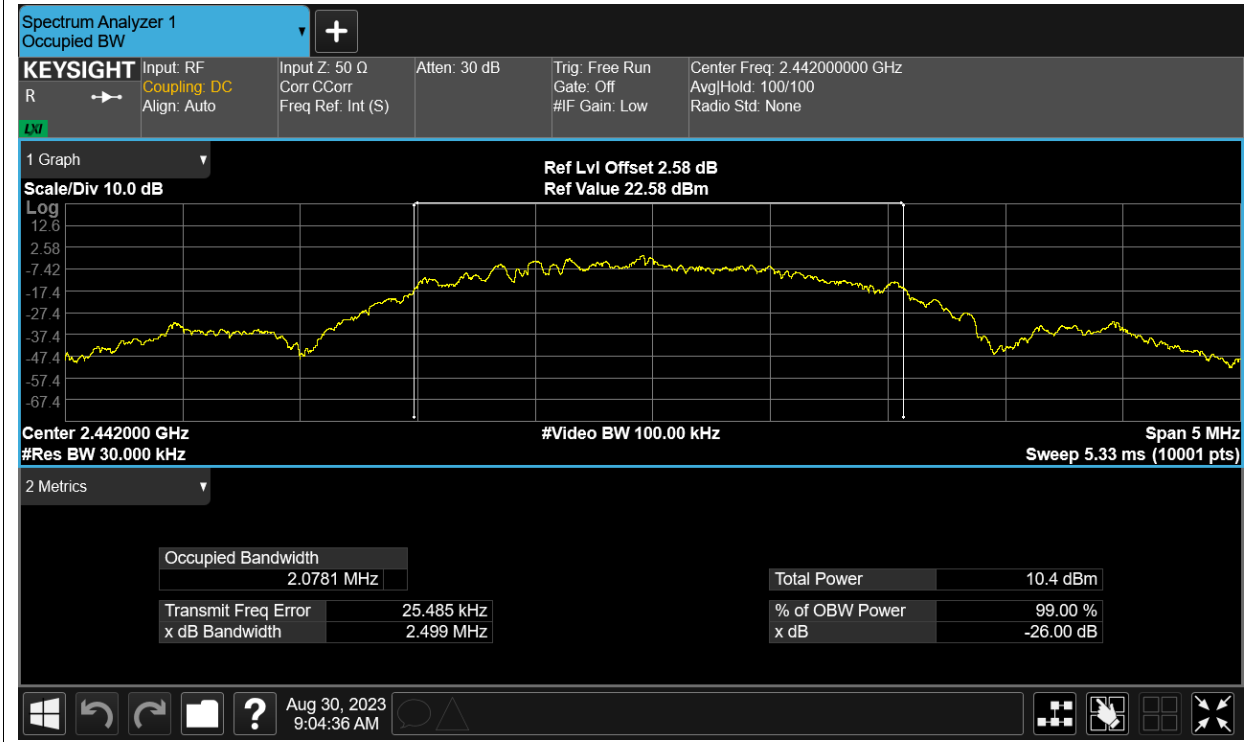 Spectrum Analyzer 1
Occupied BW
KEYSIGHT
R
LXI
Input: RF
Coupling: DC
Align: Auto
Input Z: 50 Ω
Corr CCorr
Freq Ref: Int (S)
Atten: 30 dB
Trig: Free Run
Gate: Off
#IF Gain: Low
Center Freq: 2.442000000 GHz
Avg|Hold: 100/100
Radio Std: None
1 Graph
Scale/Div 10.0 dB
Ref Lvl Offset 2.58 dB
Ref Value 22.58 dBm
Log
12.6
2.58
-7.42
-17.4
-27.4
-37.4
-47.4
-57.4
-67.4
Center 2.442000 GHz
#Video BW 100.00 kHz
Span 5 MHz
#Res BW 30.000 kHz
Sweep 5.33 ms (10001 pts)
2 Metrics
Occupied Bandwidth
2.0781 MHz
Total Power 10.4 dBm
Transmit Freq Error 25.485 kHz
% of OBW Power 99.00 %
x dB Bandwidth 2.499 MHz
x dB -26.00 dB
?
Aug 30, 2023
9:04:36 AM